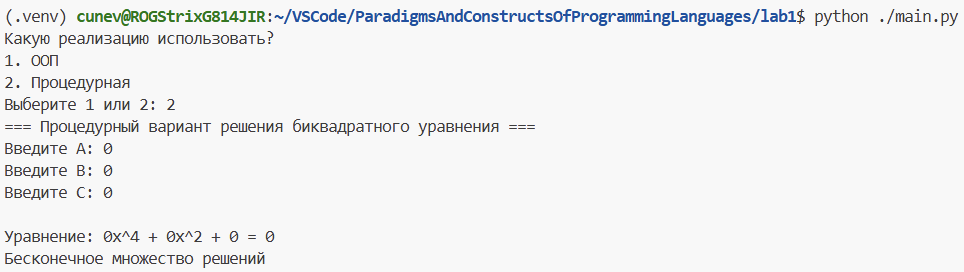 (.venv) cunev@ROGStrixG814JIR:~/VSCode/ParadigmsAndConstructsOfProgrammingLanguages/lab1$ python ./main.py
Какую реализацию использовать?
1. ООП
2. Процедурная
Выберите 1 или 2: 2
=== Процедурный вариант решения биквадратного уравнения ===
Введите A: 0
Введите B: 0
Введите C: 0
Уравнение: 0x^4 + 0x^2 + 0 = 0
Бесконечное множество решений